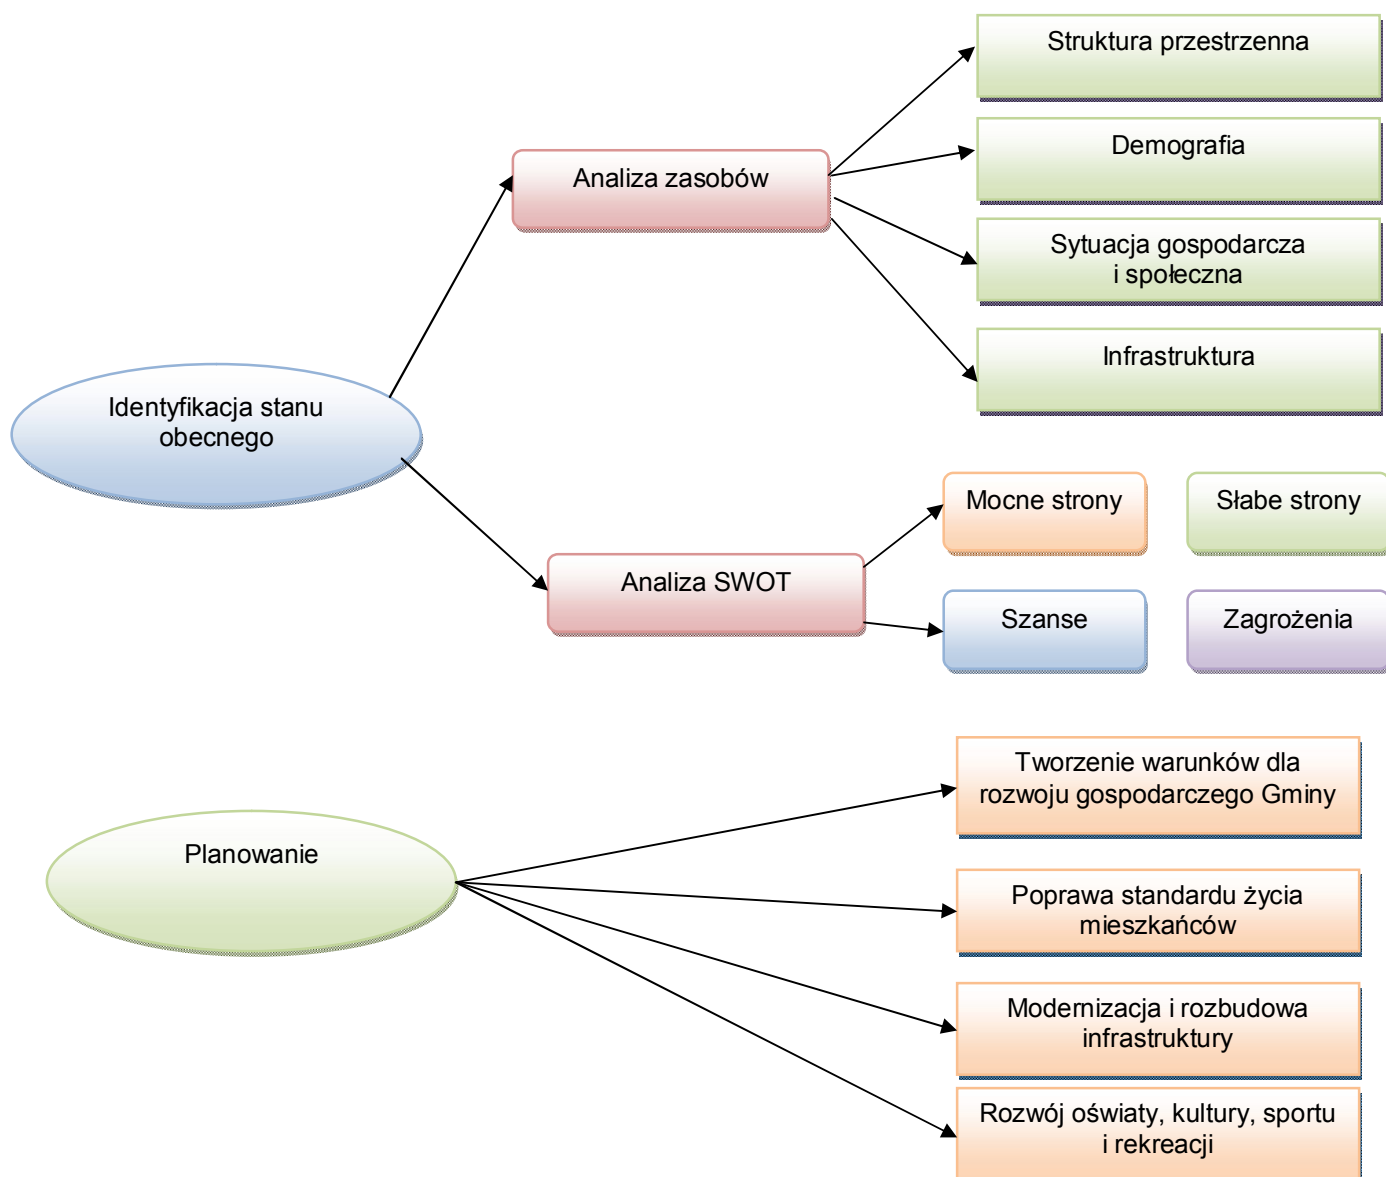 Struktura przestrzenna
Demografia
Analiza zasobów
Sytuacja gospodarcza
i społeczna
Infrastruktura
Identyfikacja stanu
obecnego
Mocne strony
Słabe strony
Analiza SWOT
Szanse
Zagrożenia
Tworzenie warunków dla
rozwoju gospodarczego Gminy
Planowanie
Poprawa standardu życia
mieszkańców
Modernizacja i rozbudowa
infrastruktury
Rozwój oświaty, kultury, sportu
i rekreacji